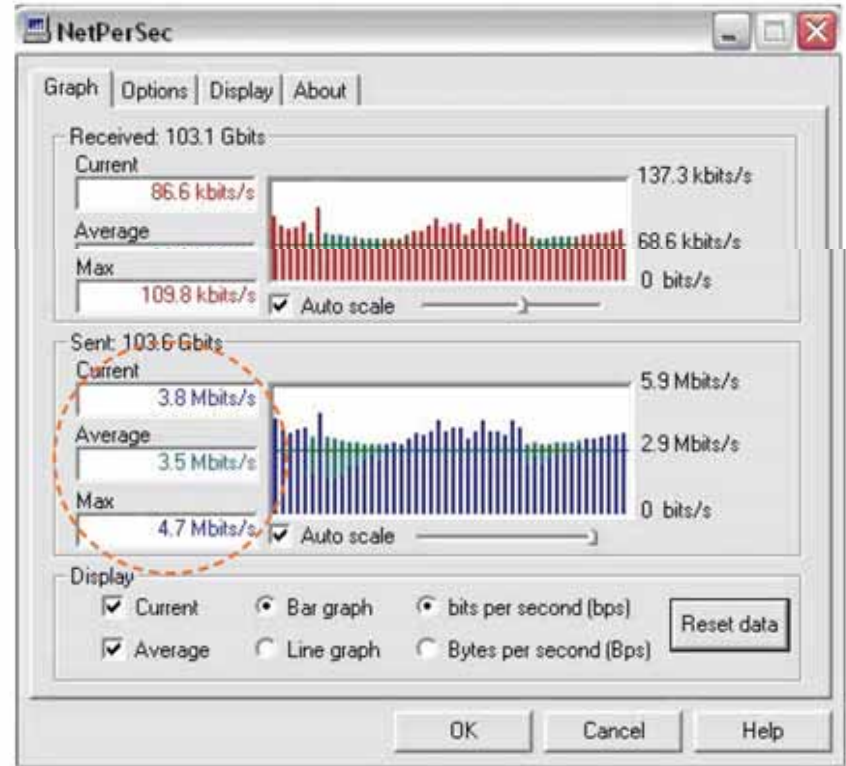 NetPerSec
Graph Options Display About
Received: 103.1 Gbits
Current
86.6 kbits/s
137.3 kbits/s
Average
68.6 kbits/s
Max
109.8 kbits/s
0 bits/s
Auto scale
Sent: 103.6 Gbits
Current
3.8 Mbits/s
5.9 Mbits/s
Average
3.5 Mbits/s
2.9 Mbits/s
Max
4.7 Mbits/s
0 bits/s
Auto scale
Display
Current Bar graph bits per second (bps)
Average Line graph Bytes per second (Bps)
Reset data
OK Cancel Help